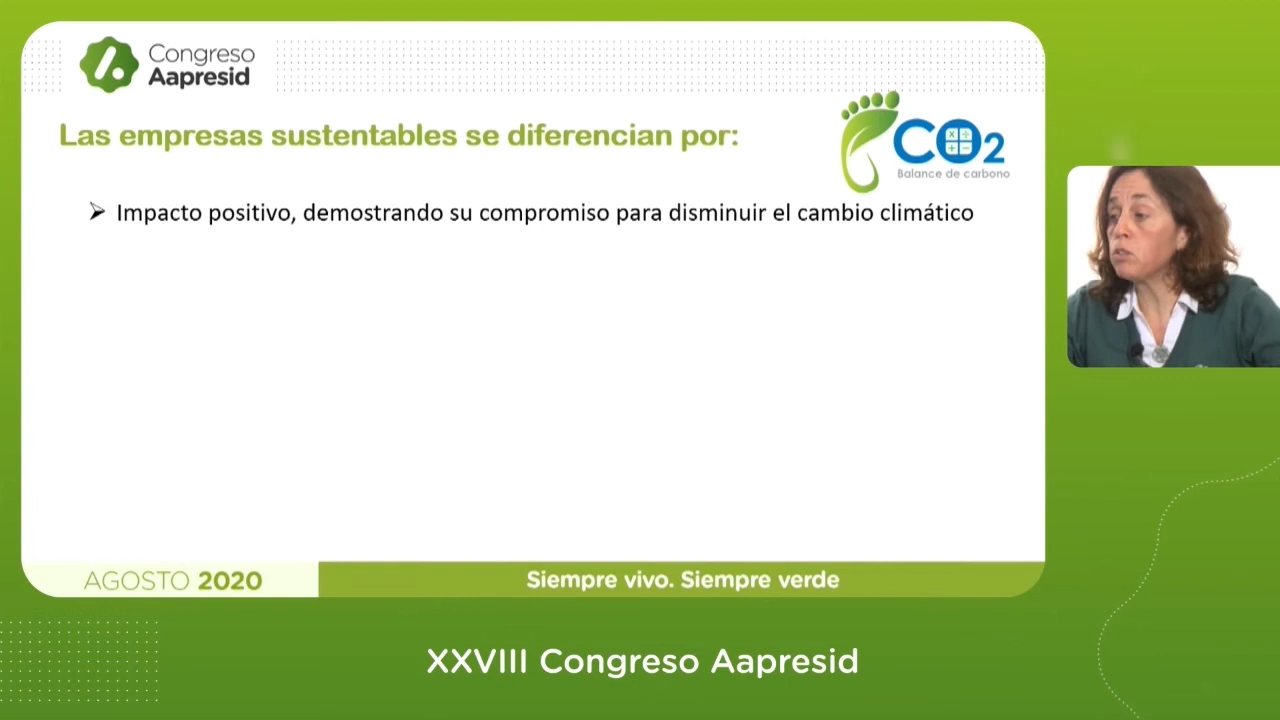 Congreso
Aapresid
Las empresas sustentables se diferencian por:
CO2
Balance de carbono
Impacto positivo, demostrando su compromiso para disminuir el cambio climático
AGOSTO 2020
Siempre vivo. Siempre verde
XXVIII Congreso Aapresid